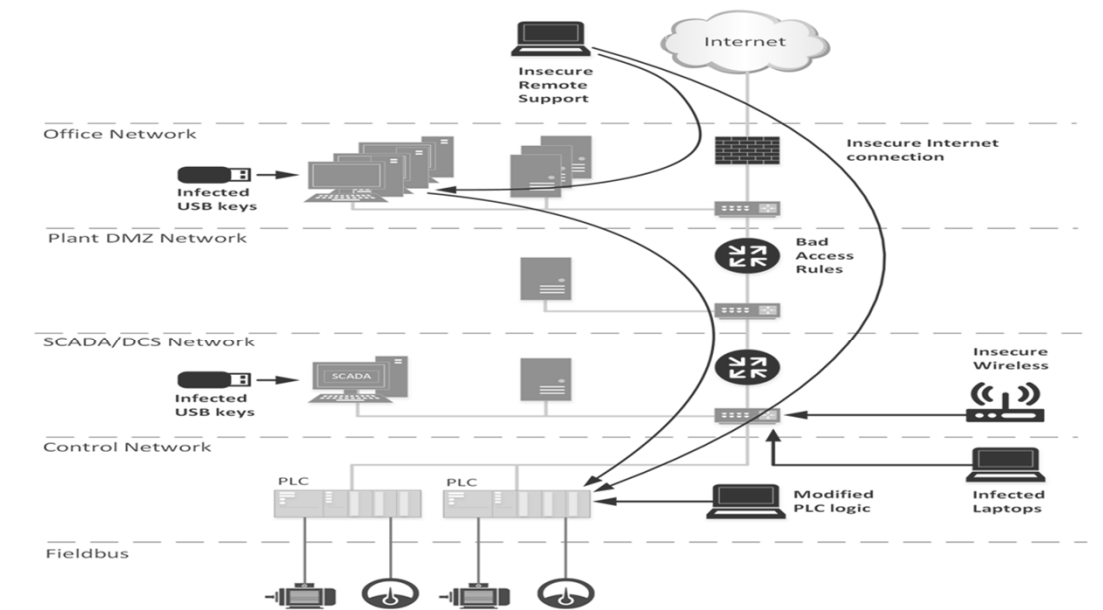 Internet
Insecure
Remote
Support
Office Network
Insecure Internet
connection
Infected
USB keys
Plant DMZ Network
Bad
Access
Rules
SCADA/DCS Network
SCADA
Insecure
Wireless
Infected
USB keys
Control Network
PLC
PLC
Modified
PLC logic
Infected
Laptops
Fieldbus